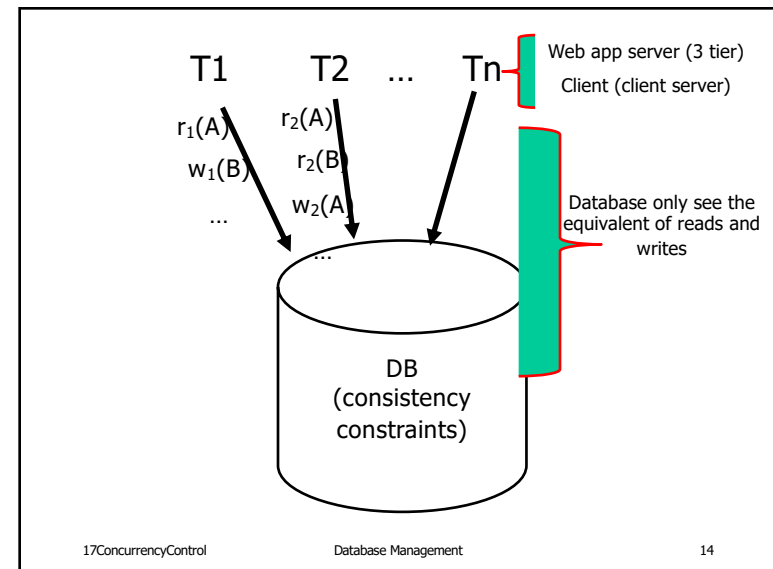 T1 T2 … Tn
Web app server (3 tier)
Client (client server)
r₁(A)
w₁(B)
…
r₂(A)
r₂(B)
w₂(A)
…
Database only see the
equivalent of reads and
writes
DB
(consistency
constraints)
17ConcurrencyControl Database Management 14